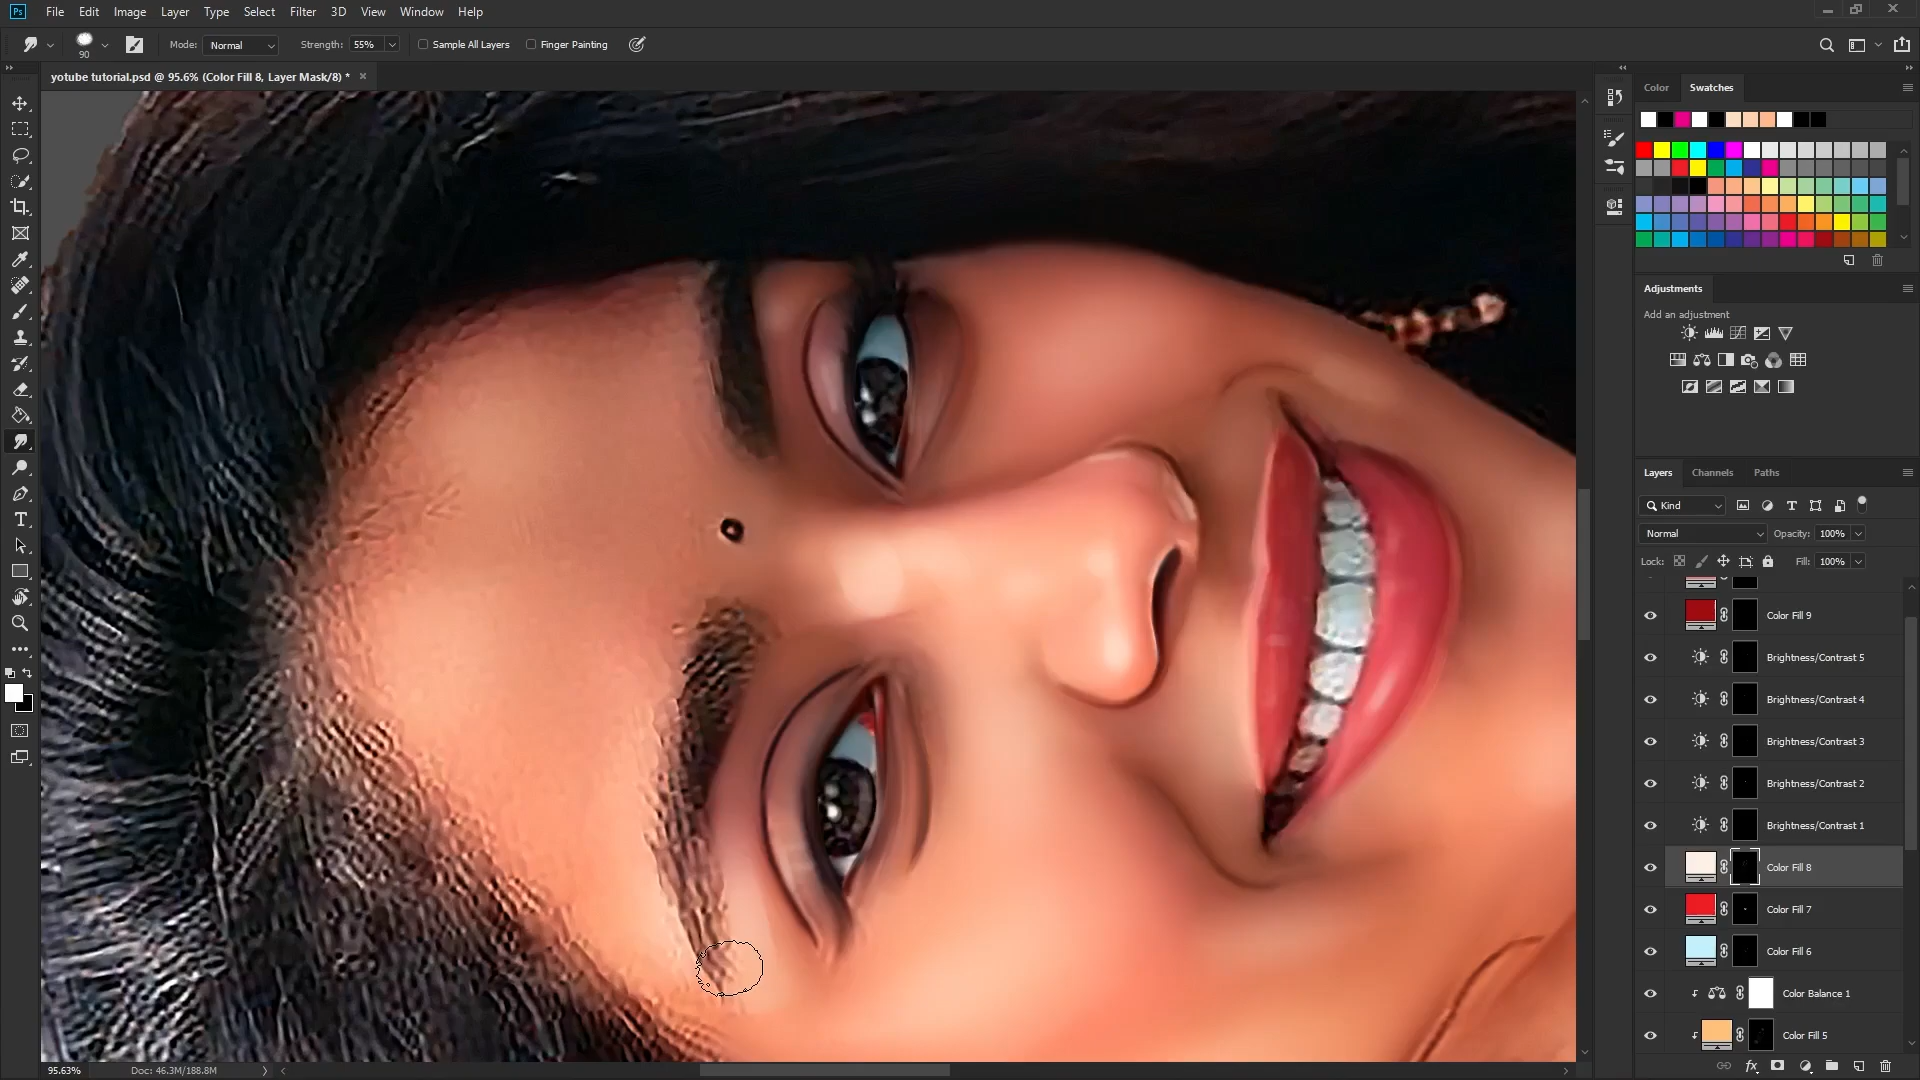 Ps File Edit Image Layer Type Select Filter 3D View Window Help
90 Mode: Normal Strength: 55% Sample All Layers Finger Painting
yotube tutorial.psd @ 95.6% (Color Fill 8, Layer Mask/8) *
Color Swatches
Adjustments
Add an adjustment
Layers Channels Paths
Kind
Normal Opacity: 100%
Lock: Fill: 100%
Color Fill 9
Brightness/Contrast 5
Brightness/Contrast 4
Brightness/Contrast 3
Brightness/Contrast 2
Brightness/Contrast 1
Color Fill 8
Color Fill 7
Color Fill 6
Color Balance 1
Color Fill 5
95.63% Doc: 46.3M/188.8M